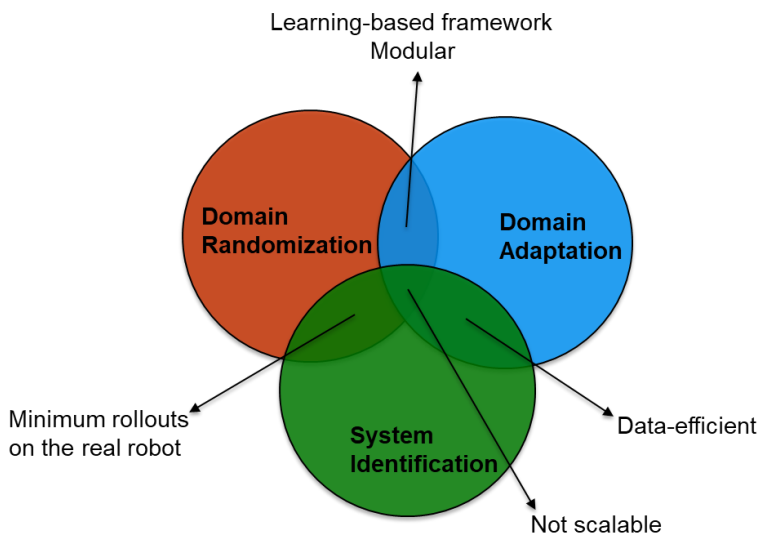 Learning-based framework
Modular
Domain
Randomization
Domain
Adaptation
Minimum rollouts
on the real robot
System
Identification
Data-efficient
Not scalable